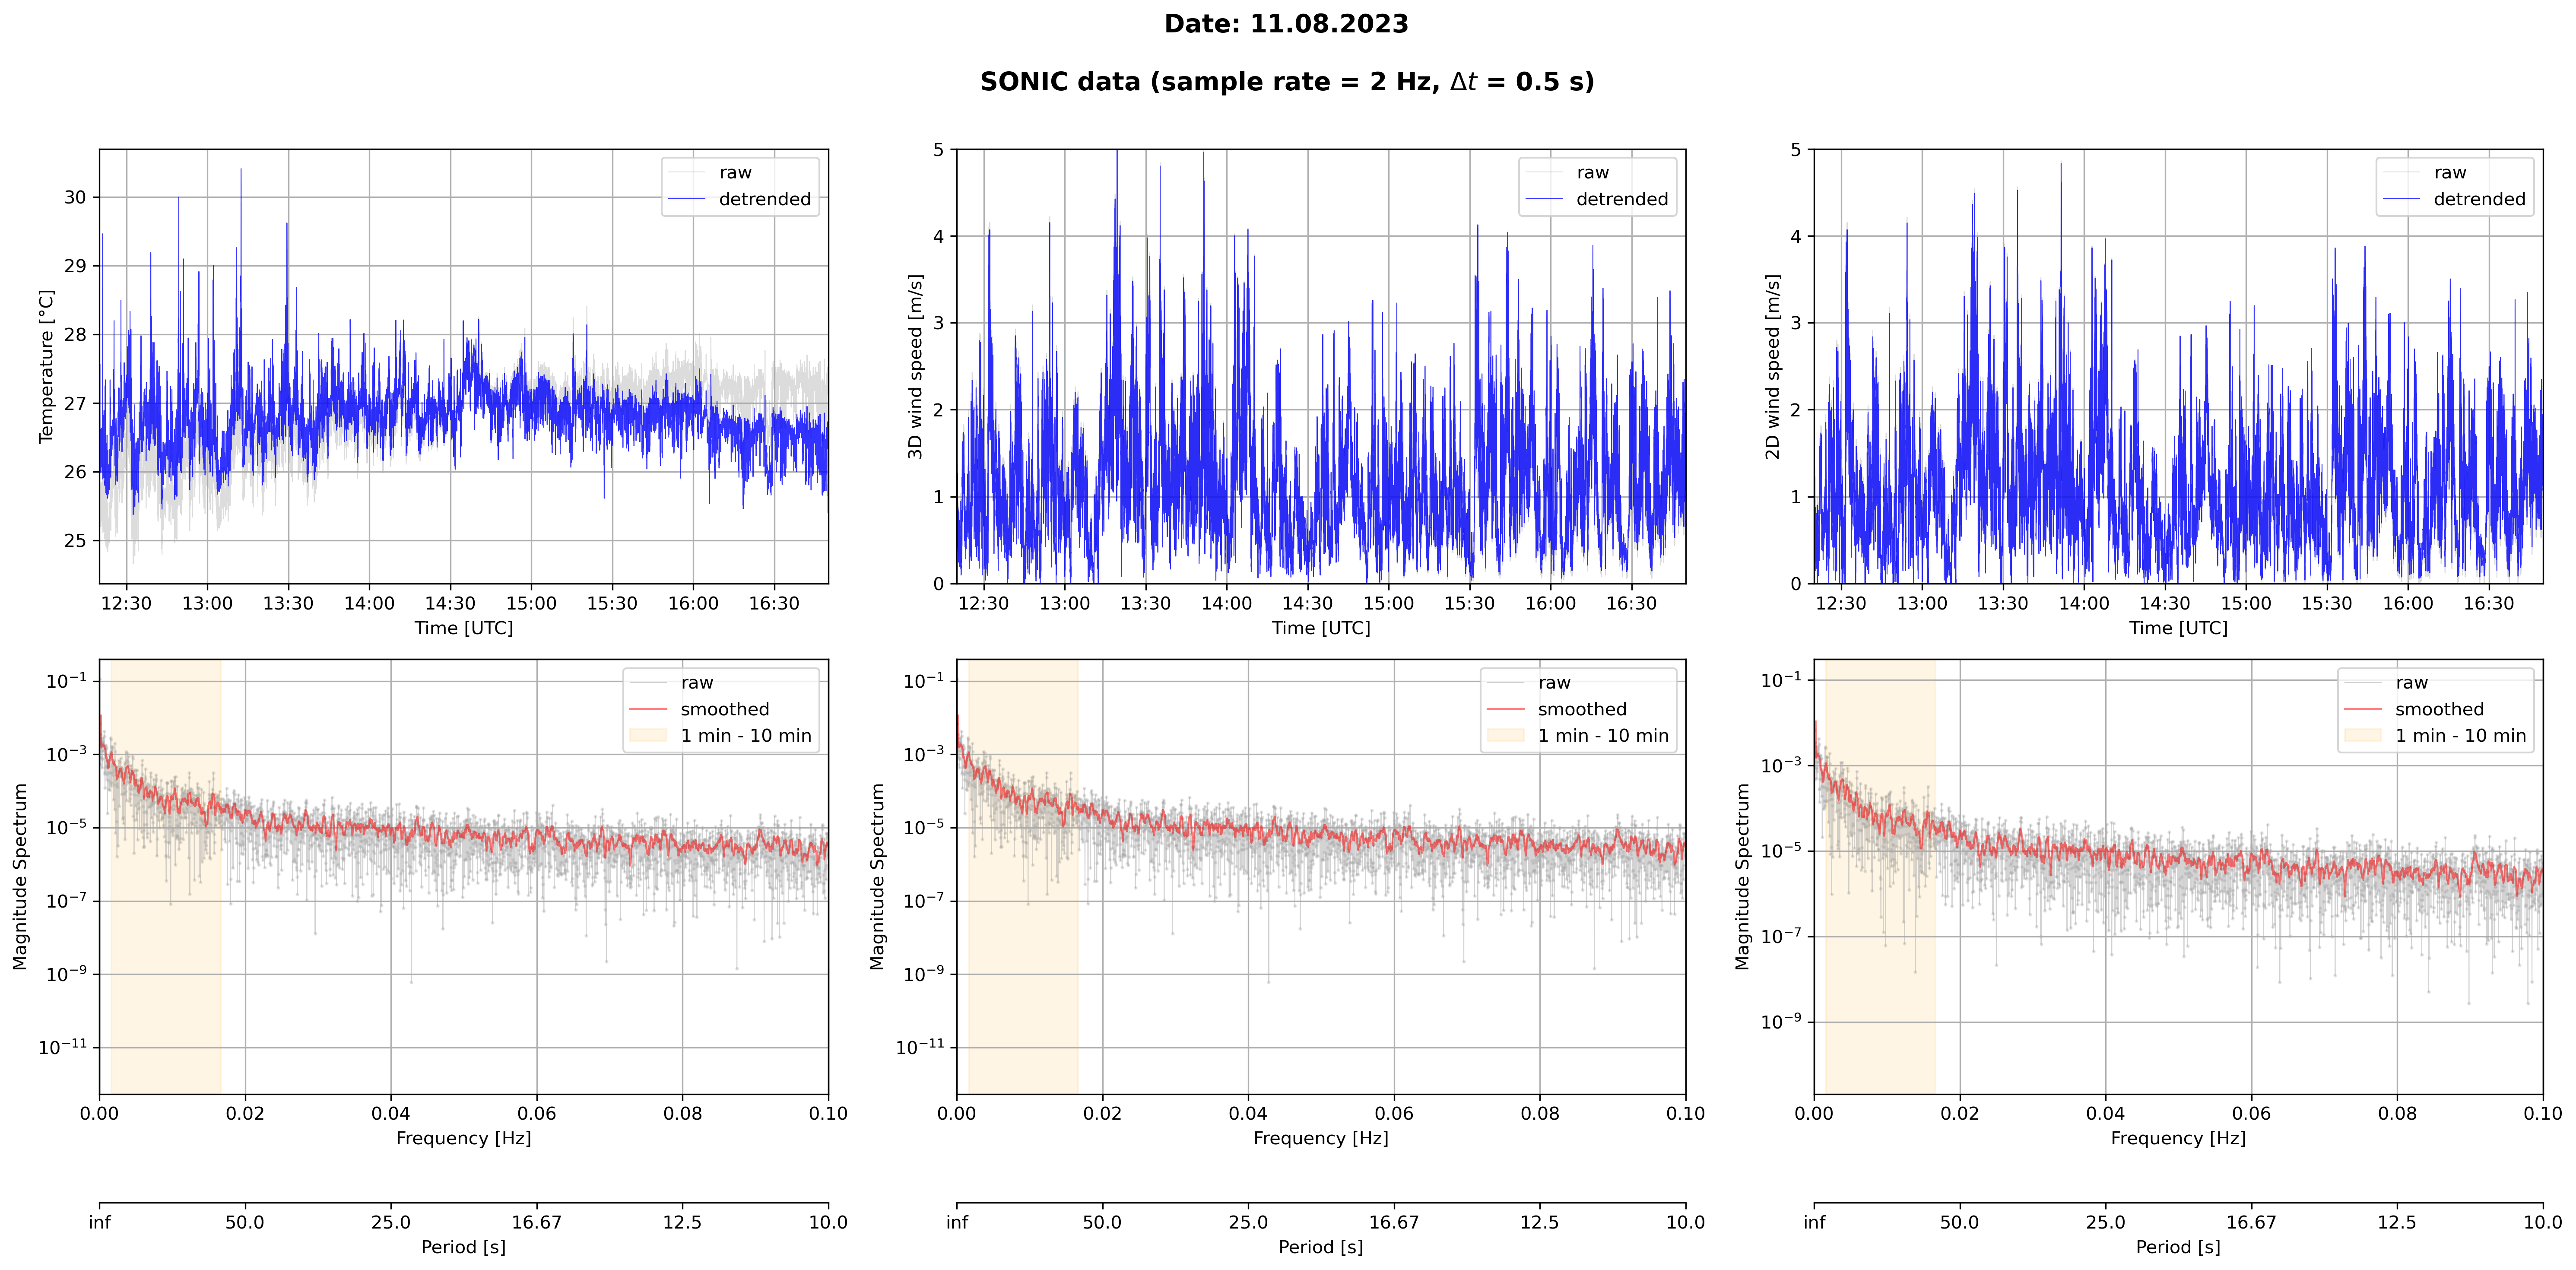 Date: 11.08.2023
SONIC data (sample rate = 2 Hz, Δt = 0.5 s)
raw
detrended
Temperature [°C]
30
29
28
27
26
25
12:30 13:00 13:30 14:00 14:30 15:00 15:30 16:00 16:30
Time [UTC]
raw
detrended
3D wind speed [m/s]
5
4
3
2
1
0
12:30 13:00 13:30 14:00 14:30 15:00 15:30 16:00 16:30
Time [UTC]
raw
detrended
2D wind speed [m/s]
5
4
3
2
1
0
12:30 13:00 13:30 14:00 14:30 15:00 15:30 16:00 16:30
Time [UTC]
raw
smoothed
1 min - 10 min
Magnitude Spectrum
10⁻¹
10⁻³
10⁻⁵
10⁻⁷
10⁻⁹
10⁻¹¹
0.00 0.02 0.04 0.06 0.08 0.10
Frequency [Hz]
inf 50.0 25.0 16.67 12.5 10.0
Period [s]
raw
smoothed
1 min - 10 min
Magnitude Spectrum
10⁻¹
10⁻³
10⁻⁵
10⁻⁷
10⁻⁹
10⁻¹¹
0.00 0.02 0.04 0.06 0.08 0.10
Frequency [Hz]
inf 50.0 25.0 16.67 12.5 10.0
Period [s]
raw
smoothed
1 min - 10 min
Magnitude Spectrum
10⁻¹
10⁻³
10⁻⁵
10⁻⁷
10⁻⁹
0.00 0.02 0.04 0.06 0.08 0.10
Frequency [Hz]
inf 50.0 25.0 16.67 12.5 10.0
Period [s]